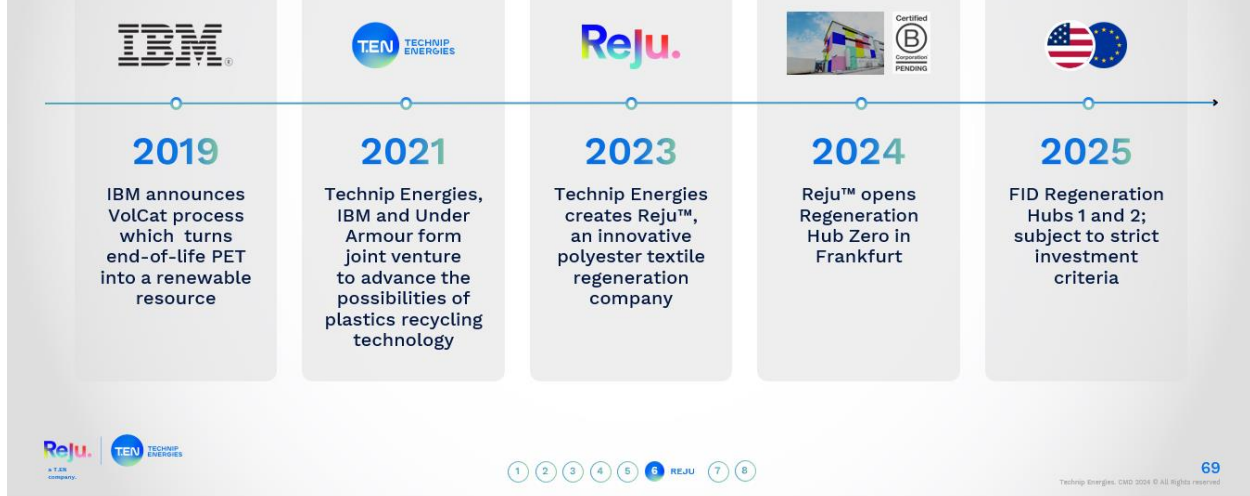 IBM®
T.EN TECHNIP
ENERGIES
Reju.
Certified
B
Corporation
PENDING
2019
IBM announces
VolCat process
which turns
end-of-life PET
into a renewable
resource
2021
Technip Energies,
IBM and Under
Armour form
joint venture
to advance the
possibilities of
plastics recycling
technology
2023
Technip Energies
creates Reju™,
an innovative
polyester textile
regeneration
company
2024
Reju™ opens
Regeneration
Hub Zero in
Frankfurt
2025
FID Regeneration
Hubs 1 and 2;
subject to strict
investment
criteria
Reju.
a T.EN
company.
T.EN TECHNIP
ENERGIES
1 2 3 4 5 6 REJU 7 8
69
Technip Energies, CMD 2024 © All Rights reserved